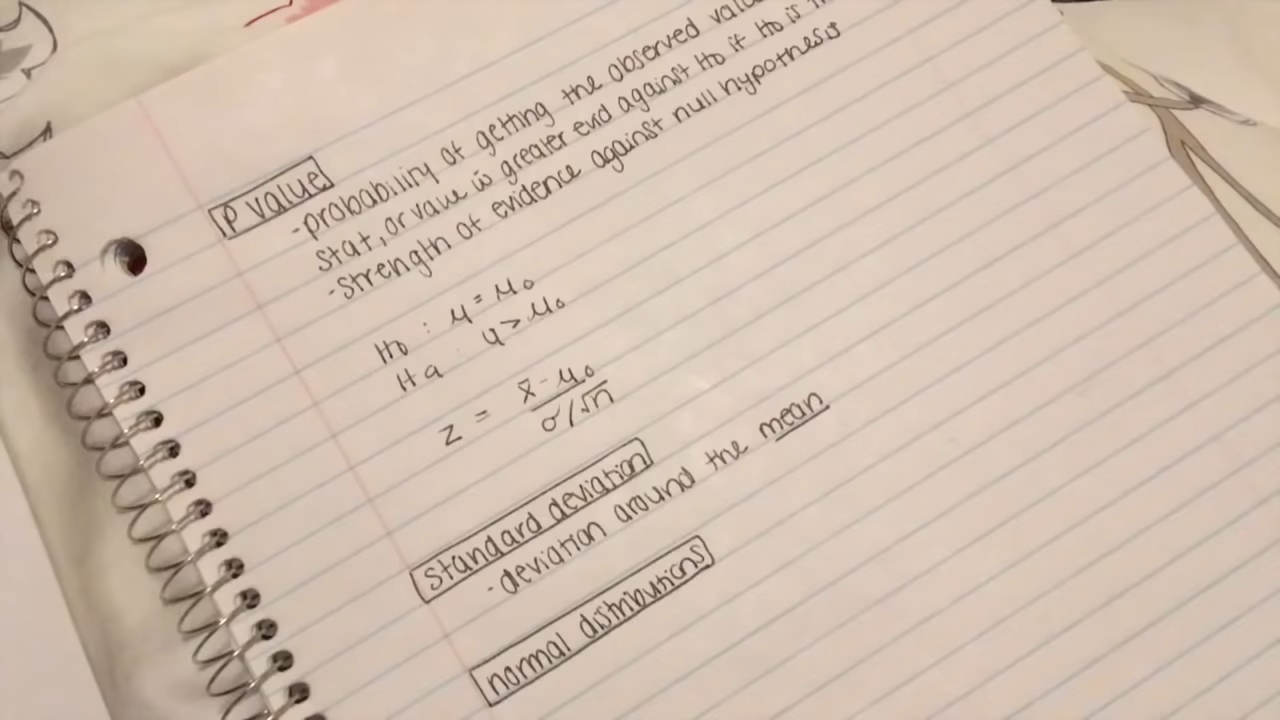 P value
-probability of getting the observed
stat, or value w greater evid against Ho if Ho is
-strength of evidence against null hypothesis
Ho : μ = μ₀
Ha : μ > μ₀
z = x̄ - μ₀ / σ/√n
standard deviation
-deviation around the mean
normal distributions